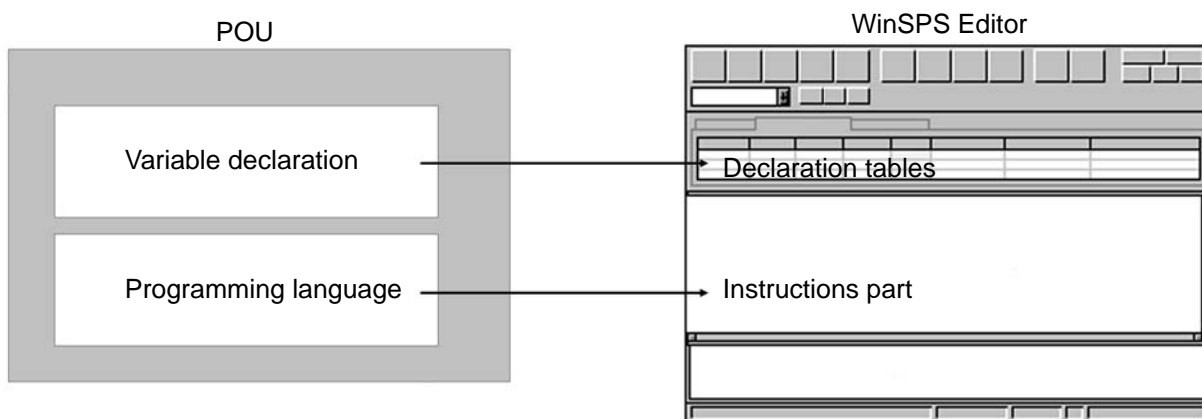 POU
WinSPS Editor
Variable declaration
Declaration tables
Programming language
Instructions part